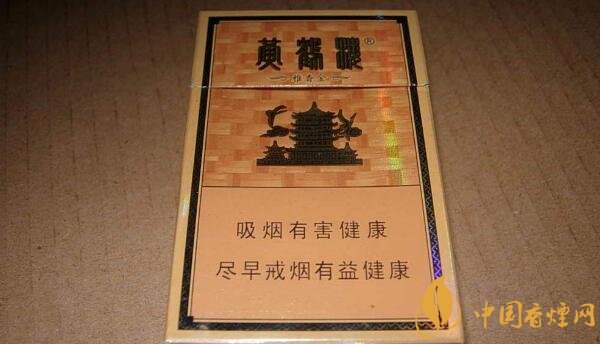 黄鹤楼®
雅香金
吸烟有害健康
尽早戒烟有益健康
中国香煙网